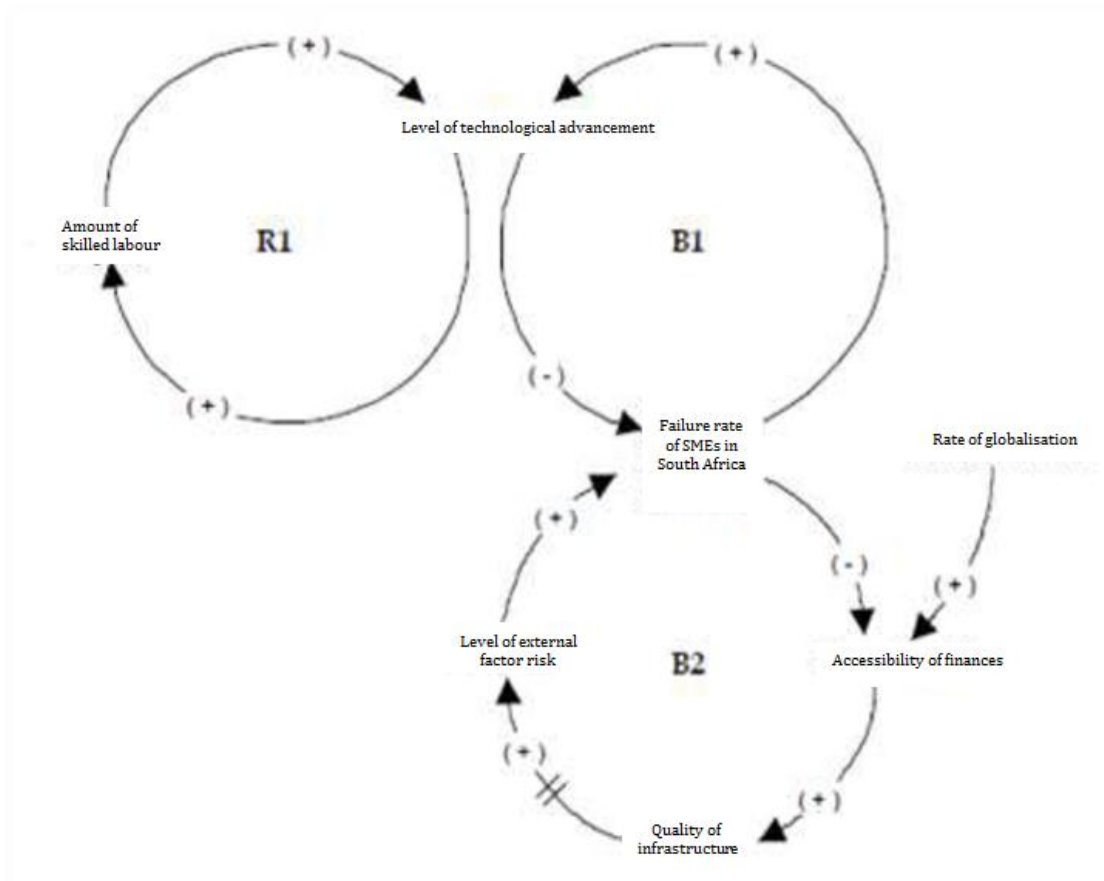 (+)
(+)
Level of technological advancement
Amount of
skilled labour
R1
B1
(-)
(+)
Failure rate
of SMEs in
South Africa
Rate of globalisation
(+)
(-)
(+)
Level of external
factor risk
B2
Accessibility of finances
(+)
(+)
Quality of
infrastructure